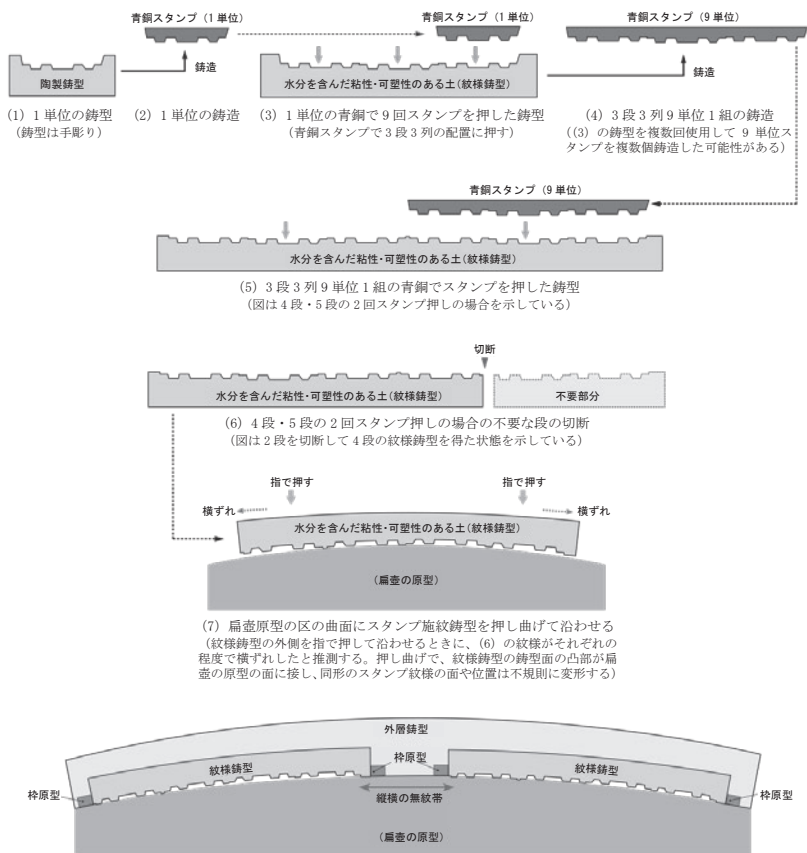 青銅スタンプ（1 単位）
青銅スタンプ（1 単位）
青銅スタンプ（9 単位）
陶製鋳型
鋳造
水分を含んだ粘性・可塑性のある土（紋様鋳型）
鋳造
(1) 1 単位の鋳型
（鋳型は手彫り）
(2) 1 単位の鋳造
(3) 1 単位の青銅で 9 回スタンプを押した鋳型
（青銅スタンプで 3 段 3 列の配置に押す）
(4) 3 段 3 列 9 単位 1 組の鋳造
（(3) の鋳型を複数回使用して 9 単位ス
タンプを複数個鋳造した可能性がある）
青銅スタンプ（9 単位）
水分を含んだ粘性・可塑性のある土（紋様鋳型）
(5) 3 段 3 列 9 単位 1 組の青銅でスタンプを押した鋳型
（図は 4 段・5 段の 2 回スタンプ押しの場合を示している）
切断
水分を含んだ粘性・可塑性のある土（紋様鋳型）
不要部分
(6) 4 段・5 段の 2 回スタンプ押しの場合の不要な段の切断
（図は 2 段を切断して 4 段の紋様鋳型を得た状態を示している）
指で押す
指で押す
横ずれ
横ずれ
水分を含んだ粘性・可塑性のある土（紋様鋳型）
（扁壺の原型）
(7) 扁壺原型の区の曲面にスタンプ施紋鋳型を押し曲げて沿わせる
（紋様鋳型の外側を指で押して沿わせるときに、(6) の紋様がそれぞれの
程度で横ずれしたと推測する。押し曲げで、紋様鋳型の鋳型面の凸部が扁
壺の原型の面に接し、同形のスタンプ紋様の面や位置は不規則に変形する）
外層鋳型
枠原型
紋様鋳型
紋様鋳型
枠原型
枠原型
縦横の無紋帯
（扁壺の原型）